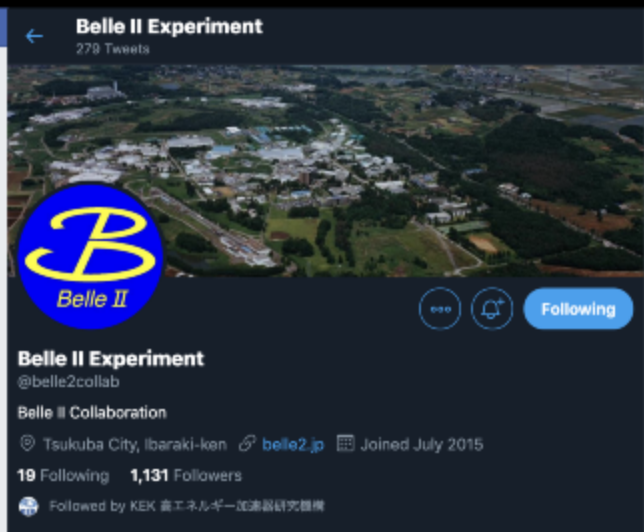 Belle II Experiment
279 Tweets
B
Belle II
Following
Belle II Experiment
@belle2collab
Belle II Collaboration
Tsukuba City, Ibaraki-ken belle2.jp Joined July 2015
19 Following 1,131 Followers
Followed by KEK 高エネルギー加速器研究機構